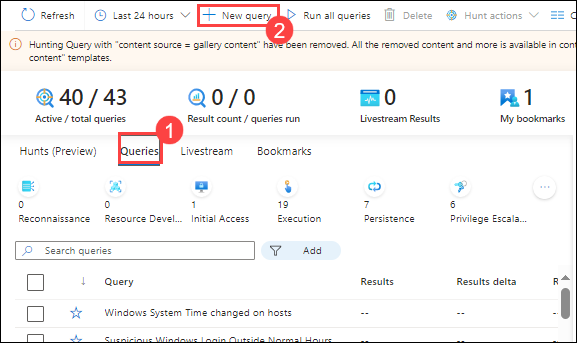 Refresh Last 24 hours New query Run all queries Hunt actions
2
Hunting Query with "content source = gallery content" have been removed. All the removed content and more is available in
content" templates.
40 / 43 0 / 0 0 1
Active / total queries Result count / queries run Livestream Results My bookmarks
1
Hunts (Preview) Queries Livestream Bookmarks
0 0 1 19 7 6
Reconnaissance Resource Devel... Initial Access Execution Persistence Privilege Escala...
Search queries Add
Query Results Results delta R
Windows System Time changed on hosts -- --
Suspicious Windows Login Outside Normal Hours -- --